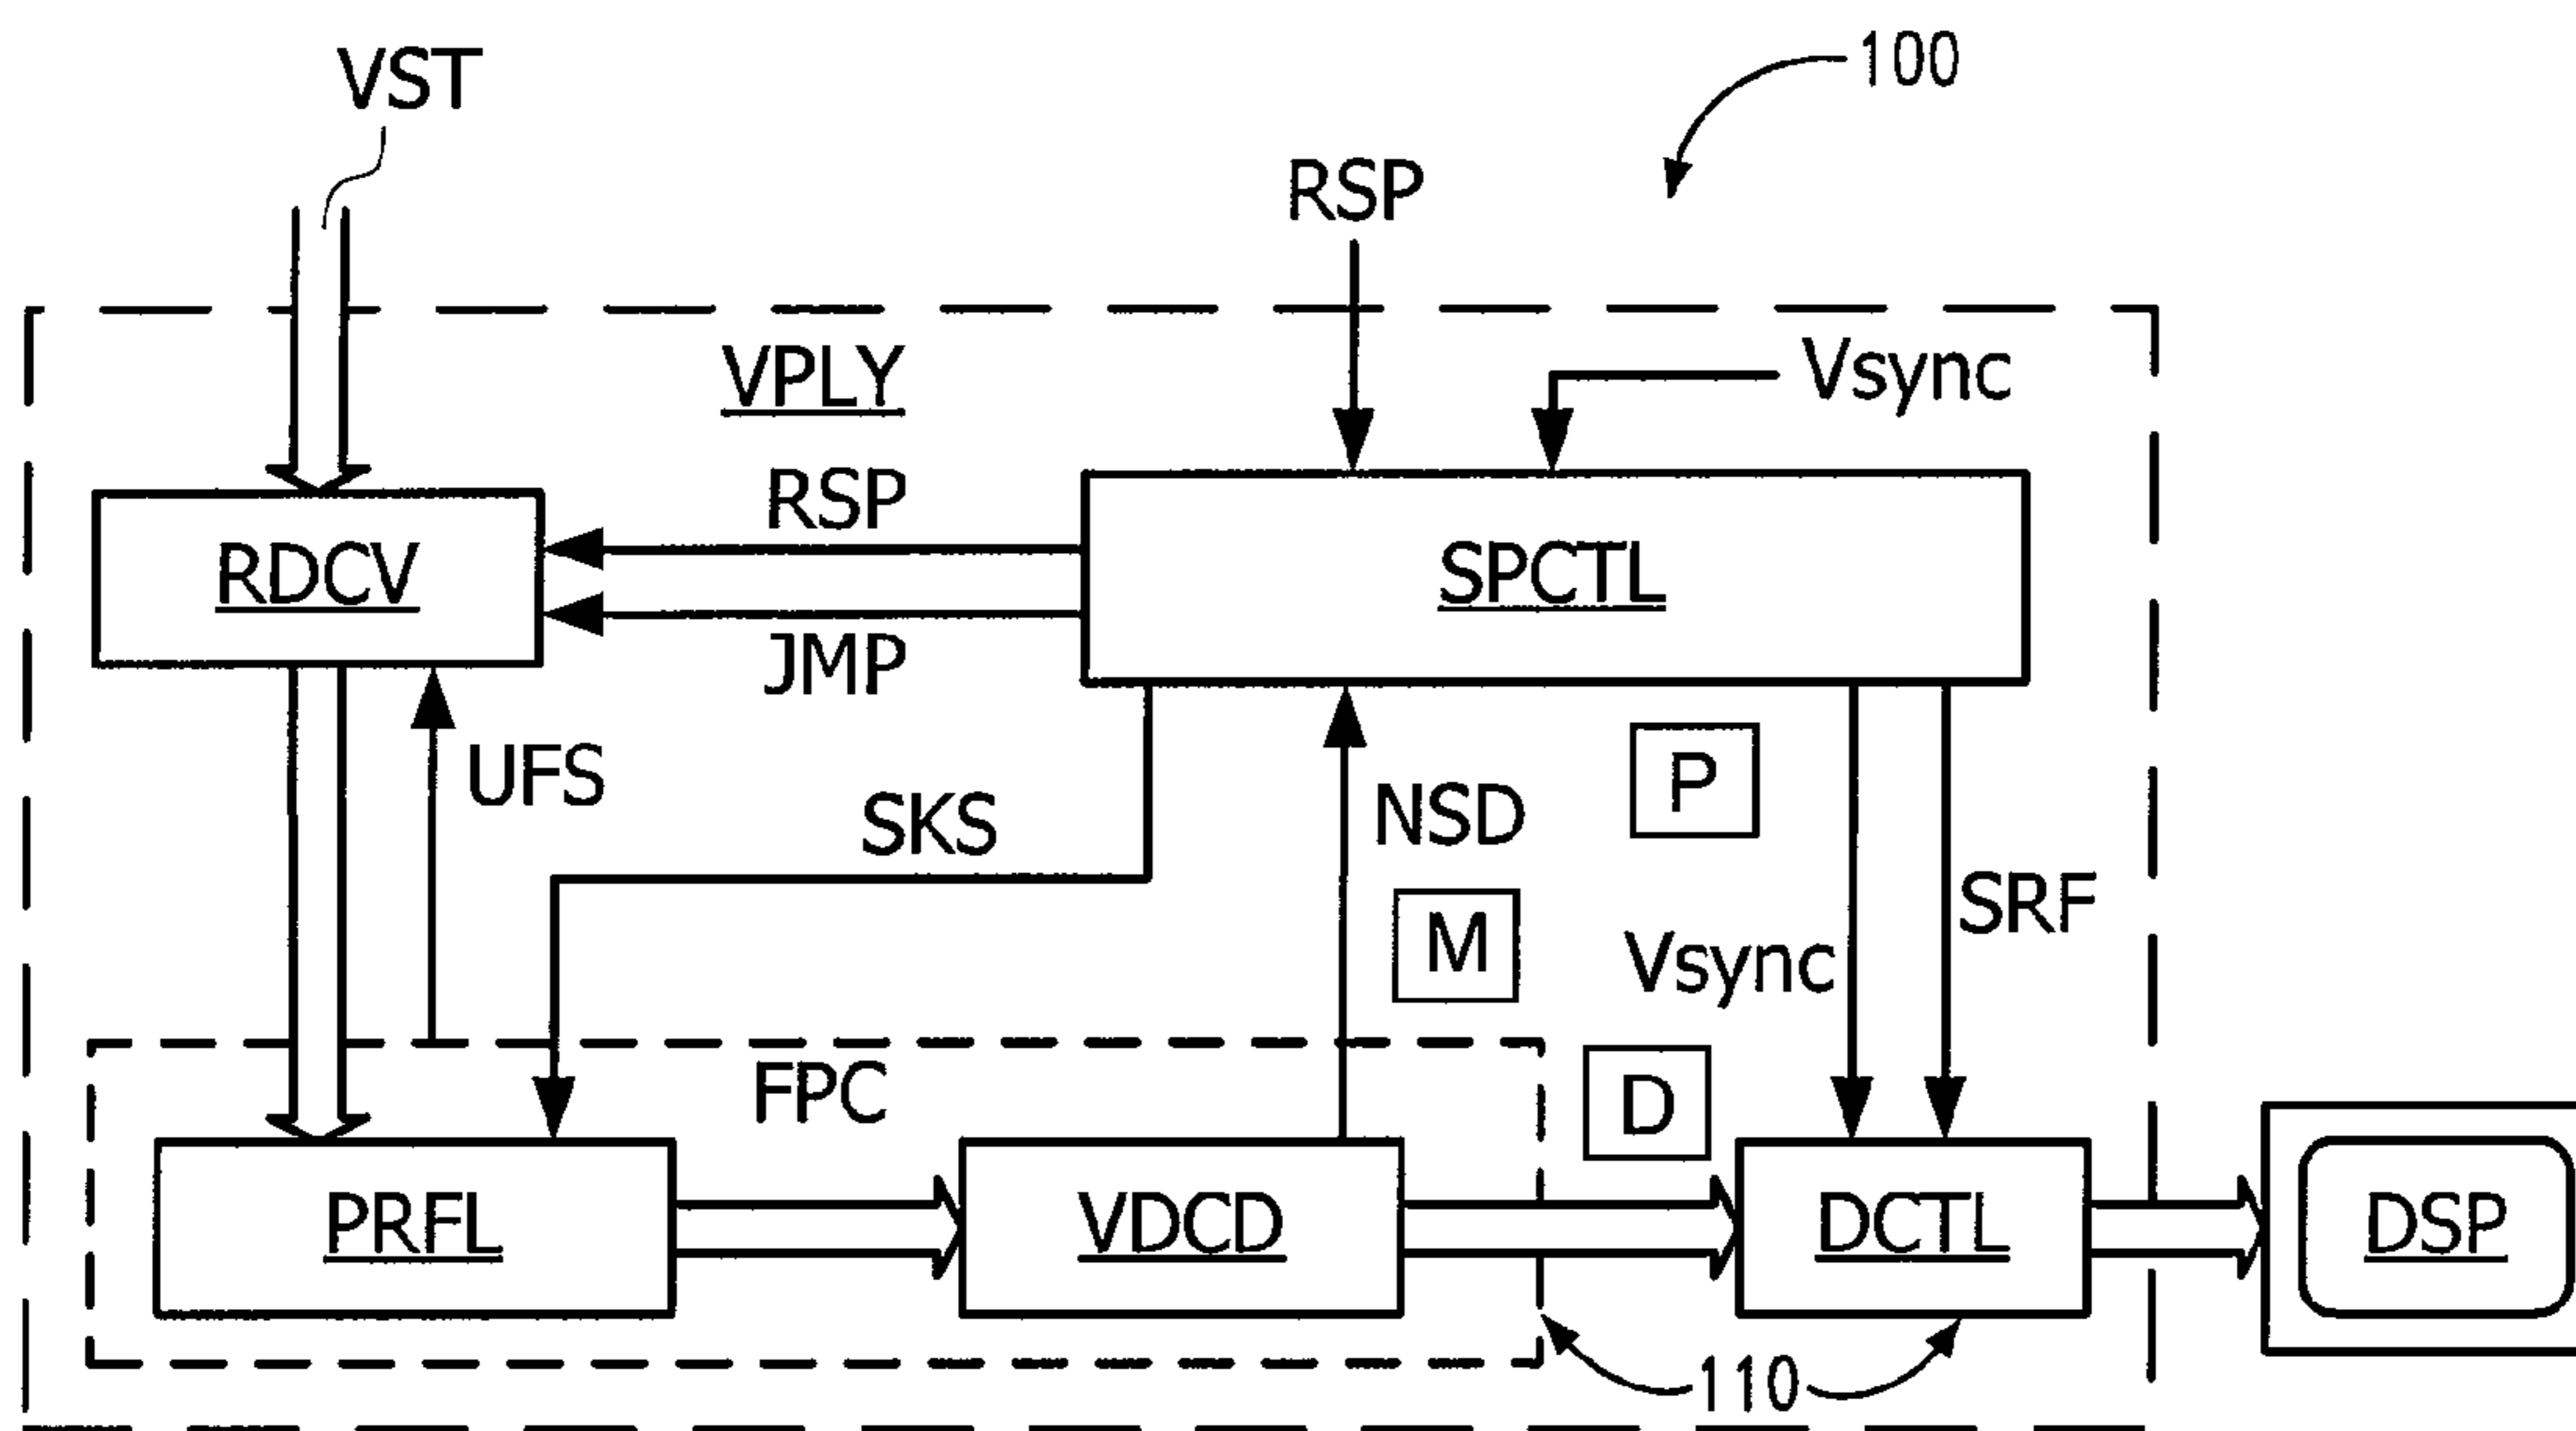 100
VST
RSP
VPLY
Vsync
RSP
RDCV
SPCTL
JMP
UFS
P
SKS
NSD
SRF
M
Vsync
FPC
D
PRFL
VDCD
DCTL
DSP
110